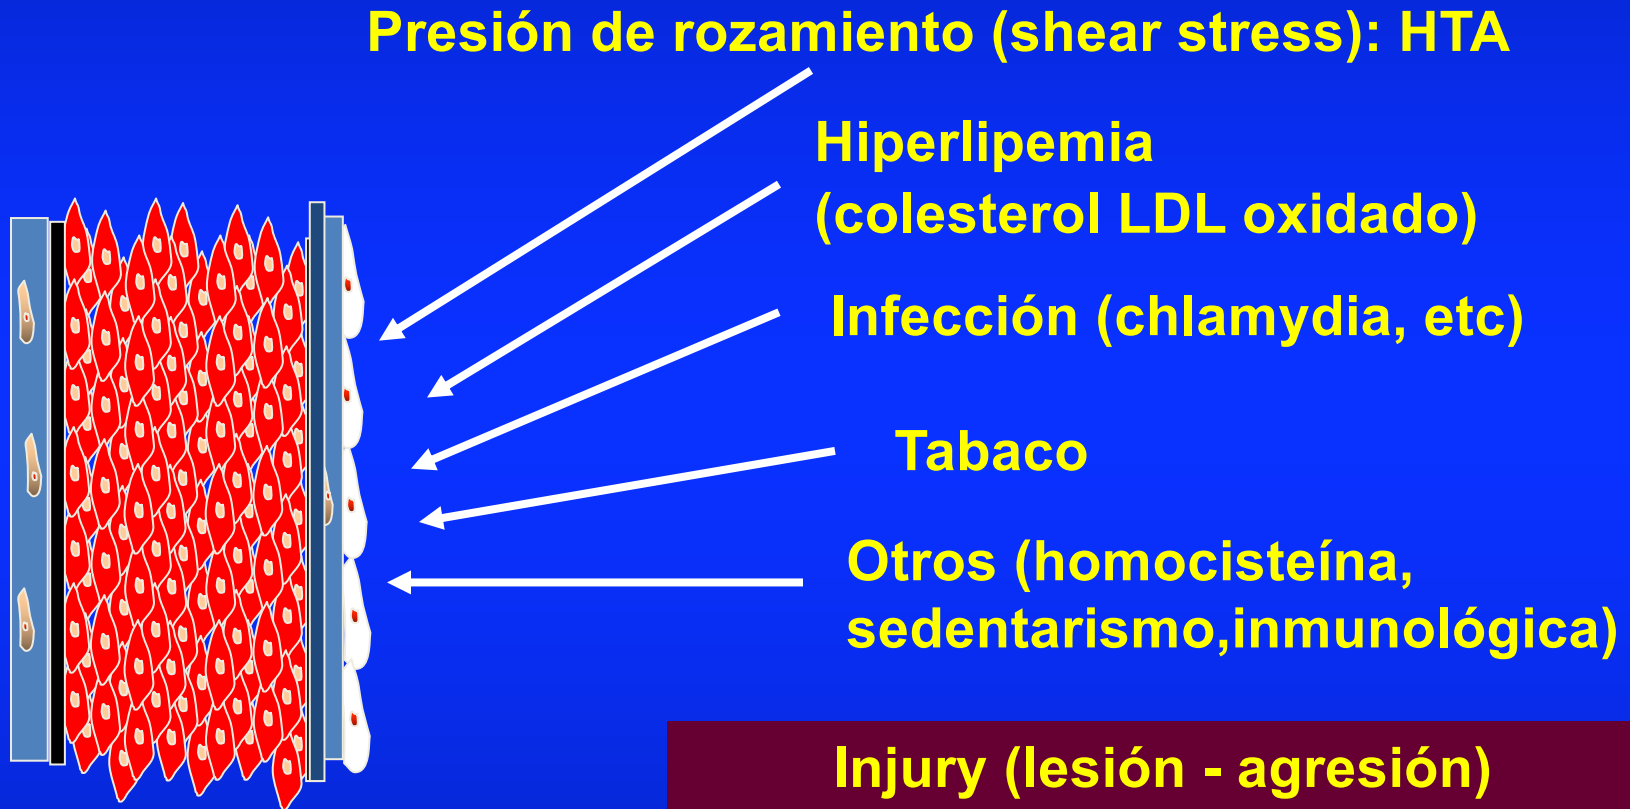 Presión de rozamiento (shear stress): HTA
Hiperlipemia
(colesterol LDL oxidado)
Infección (chlamydia, etc)
Tabaco
Otros (homocisteína,
sedentarismo,inmunológica)
Injury (lesión - agresión)